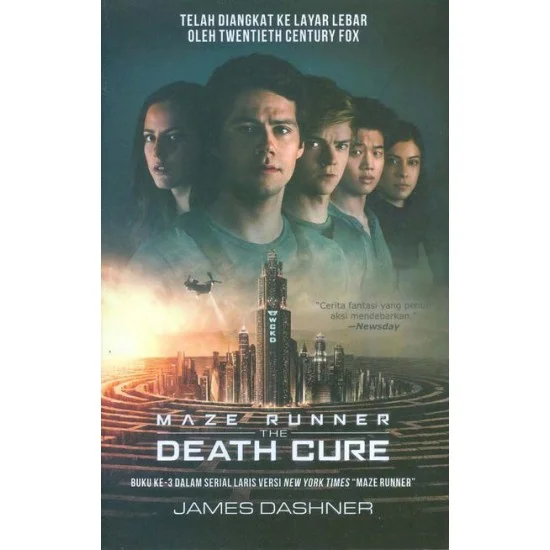 TELAH DIANGKAT KE LAYAR LEBAR
OLEH TWENTIETH CENTURY FOX
"Cerita fantasi yang penuh
aksi mendebarkan."
—Newsday
WCKD
MAZE RUNNER
THE
DEATH CURE
BUKU KE-3 DALAM SERIAL LARIS VERSI NEW YORK TIMES "MAZE RUNNER"
JAMES DASHNER